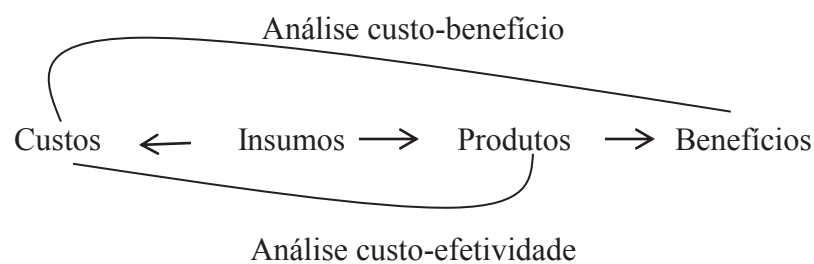 Análise custo-benefício
Custos Insumos Produtos Benefícios
Análise custo-efetividade